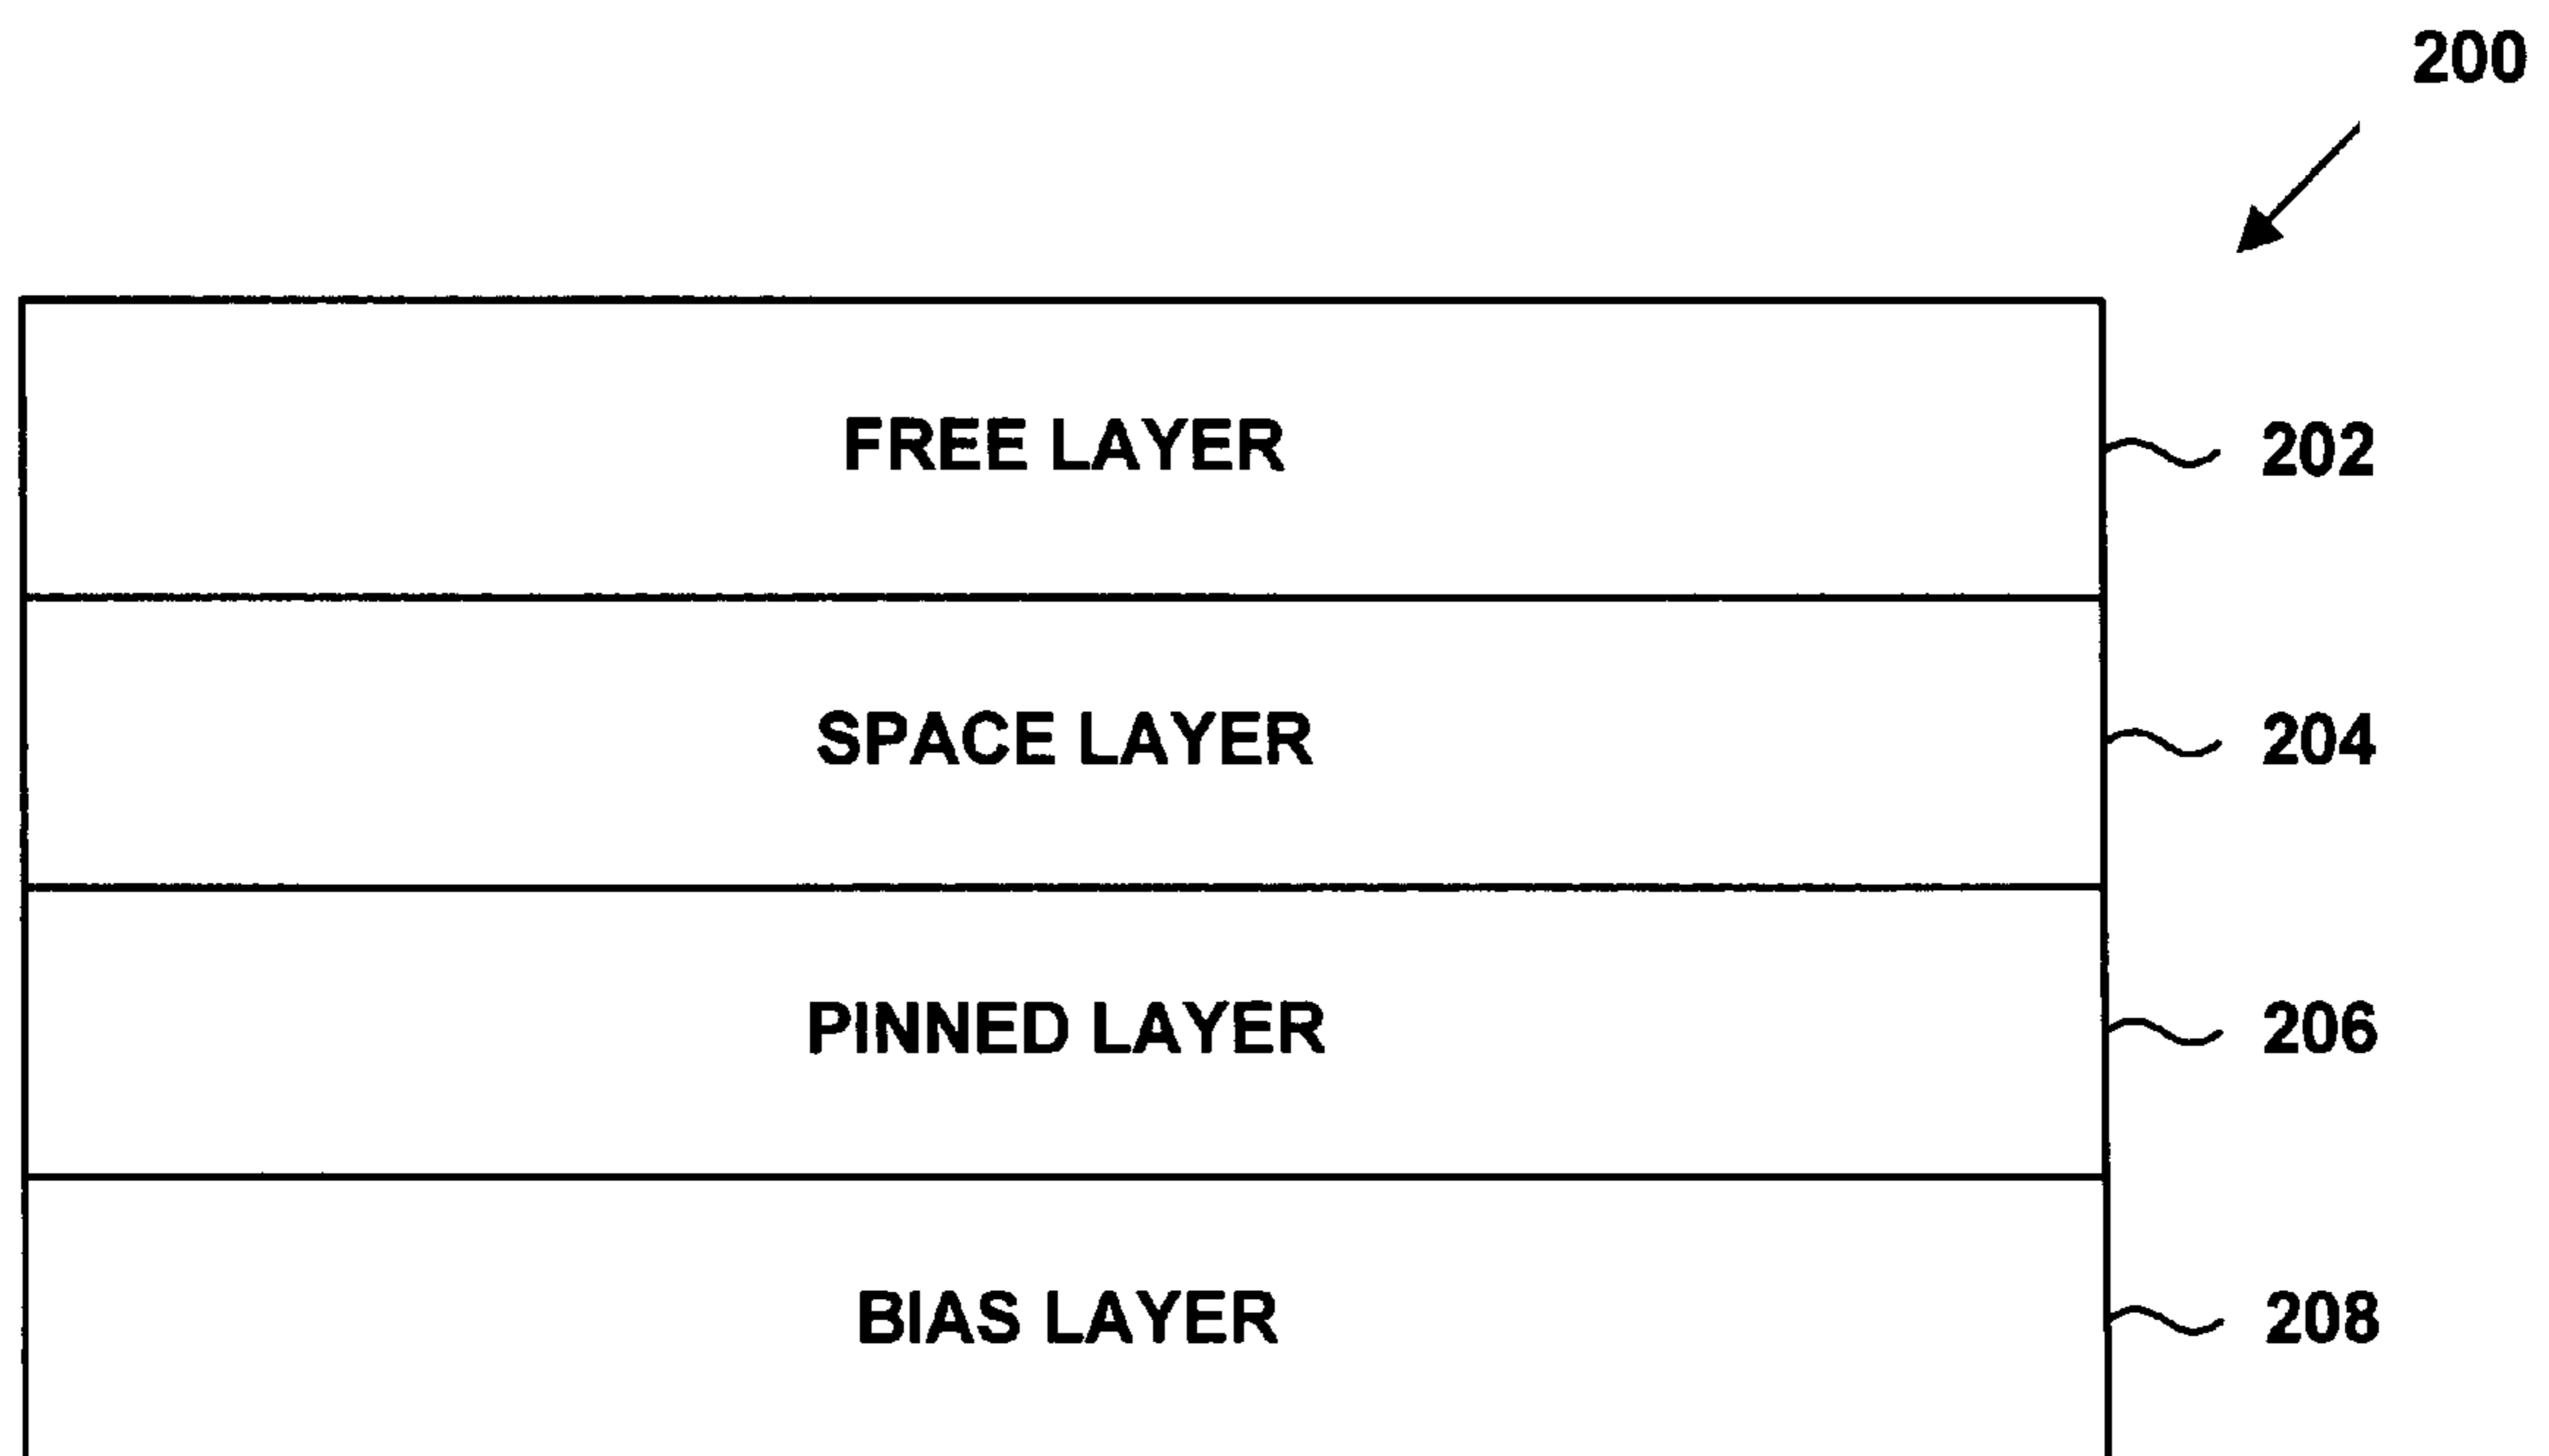 200
FREE LAYER 202
SPACE LAYER 204
PINNED LAYER 206
BIAS LAYER 208